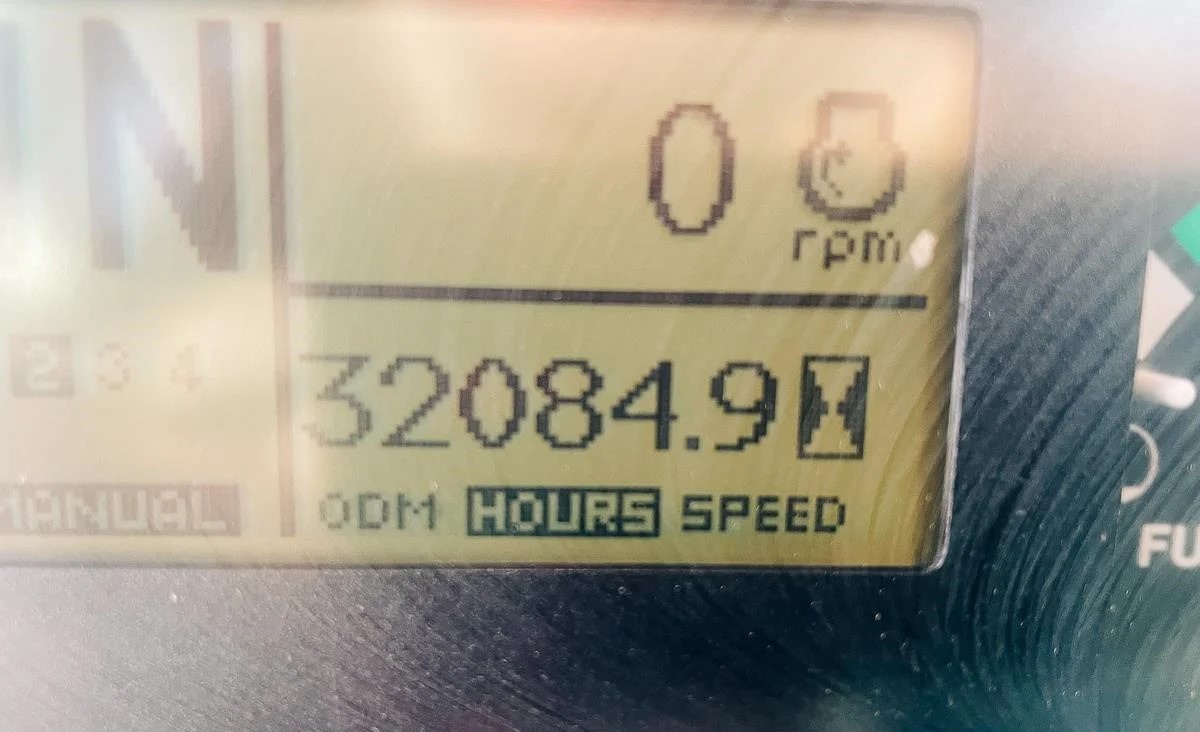 N
0
rpm
2 3 4
32084.9
MANUAL
ODM HOURS SPEED
FU